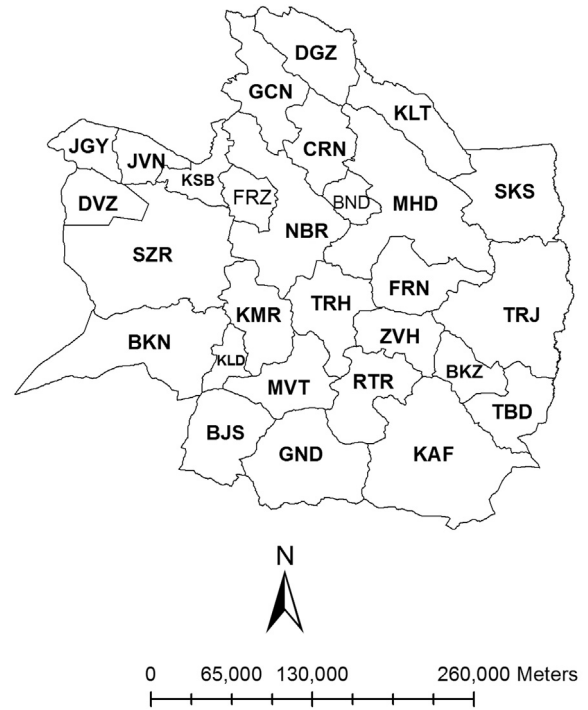 DGZ
GCN
KLT
CRN
JGY
JVN
KSB
FRZ
BND
MHD
SKS
DVZ
NBR
SZR
FRN
KMR
TRH
TRJ
ZVH
BKN
KLD
BKZ
MVT
RTR
TBD
BJS
GND
KAF
N
0 65,000 130,000 260,000 Meters